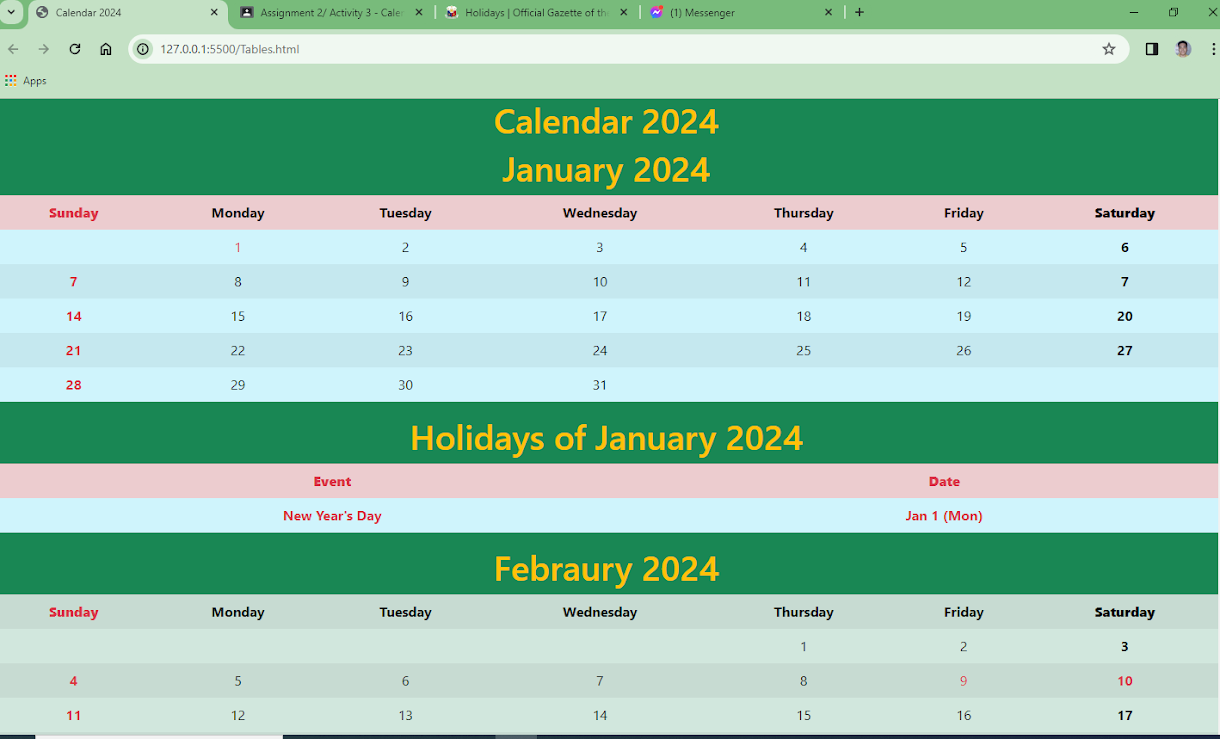 Calendar 2024 Assignment 2/ Activity 3 - Cale Holidays | Official Gazette of th (1) Messenger
127.0.0.1:5500/Tables.html
Apps
Calendar 2024
January 2024
Sunday Monday Tuesday Wednesday Thursday Friday Saturday
1 2 3 4 5 6
7 8 9 10 11 12 7
14 15 16 17 18 19 20
21 22 23 24 25 26 27
28 29 30 31
Holidays of January 2024
Event Date
New Year's Day Jan 1 (Mon)
Febraury 2024
Sunday Monday Tuesday Wednesday Thursday Friday Saturday
1 2 3
4 5 6 7 8 9 10
11 12 13 14 15 16 17